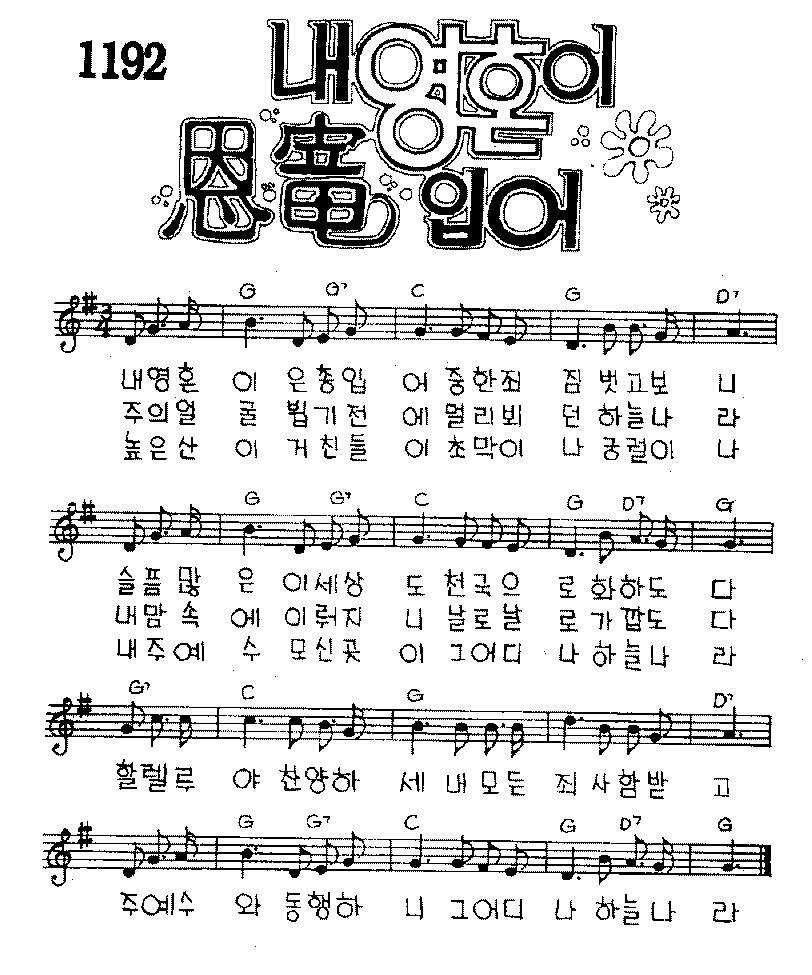 1192
내 영혼이
恩寵 입어
G G7 C G D7
내영혼 이 은총입 어 중한죄 짐 벗고보 니
주의얼 굴 뵙기전 에 멀리뵈 던 하늘나 라
높은산 이 거친들 이 초막이 나 궁궐이 나
G G7 C G D7 G
슬픔많 은 이세상 도 천국으 로 화하도 다
내맘속 에 이뤄지 니 날로날 로 가깝도 다
내주예 수 모신곳 이 그어디 나 하늘나 라
G7 C G D7
할렐루 야 찬양하 세 내모든 죄 사함받 고
G G7 C G D7 G
주예수 와 동행하 니 그어디 나 하늘나 라